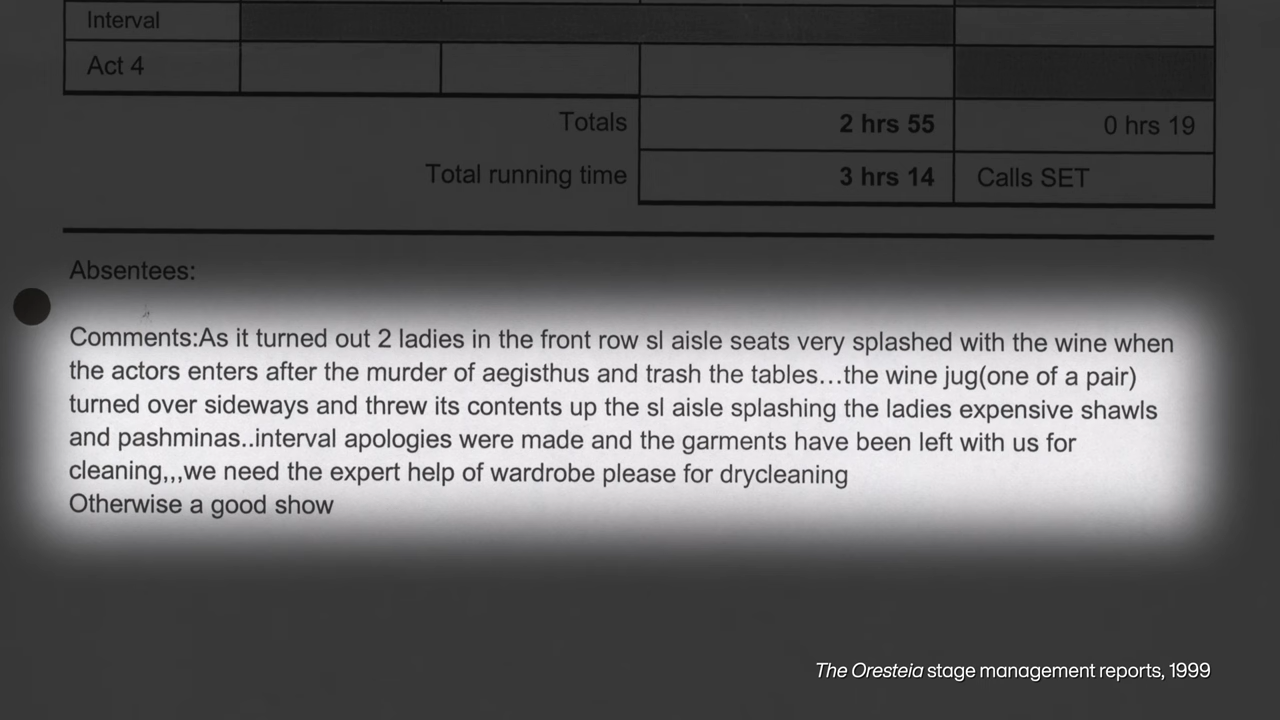 Interval
Act 4
Totals 2 hrs 55 0 hrs 19
Total running time 3 hrs 14 Calls SET
Absentees:
Comments:As it turned out 2 ladies in the front row sl aisle seats very splashed with the wine when
the actors enters after the murder of aegisthus and trash the tables…the wine jug(one of a pair)
turned over sideways and threw its contents up the sl aisle splashing the ladies expensive shawls
and pashminas..interval apologies were made and the garments have been left with us for
cleaning,,,we need the expert help of wardrobe please for drycleaning
Otherwise a good show
The Oresteia stage management reports, 1999